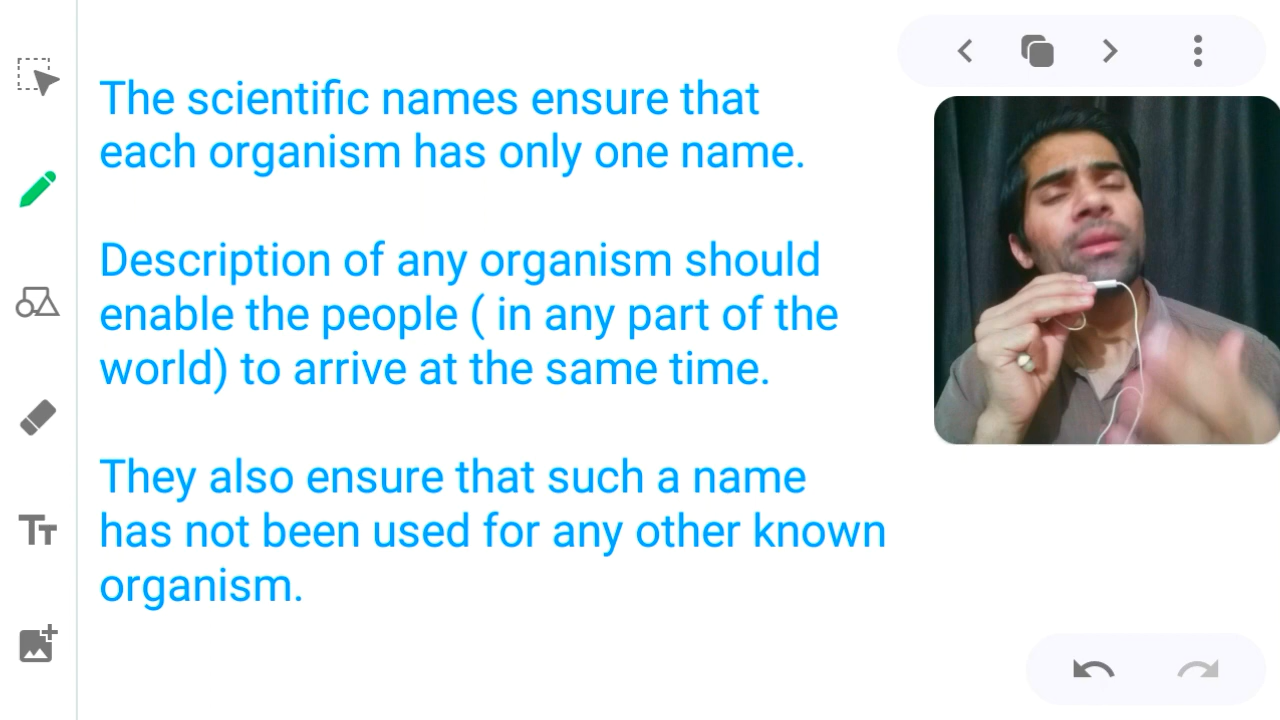 The scientific names ensure that
each organism has only one name.
Description of any organism should
enable the people ( in any part of the
world) to arrive at the same time.
They also ensure that such a name
has not been used for any other known
organism.
TT